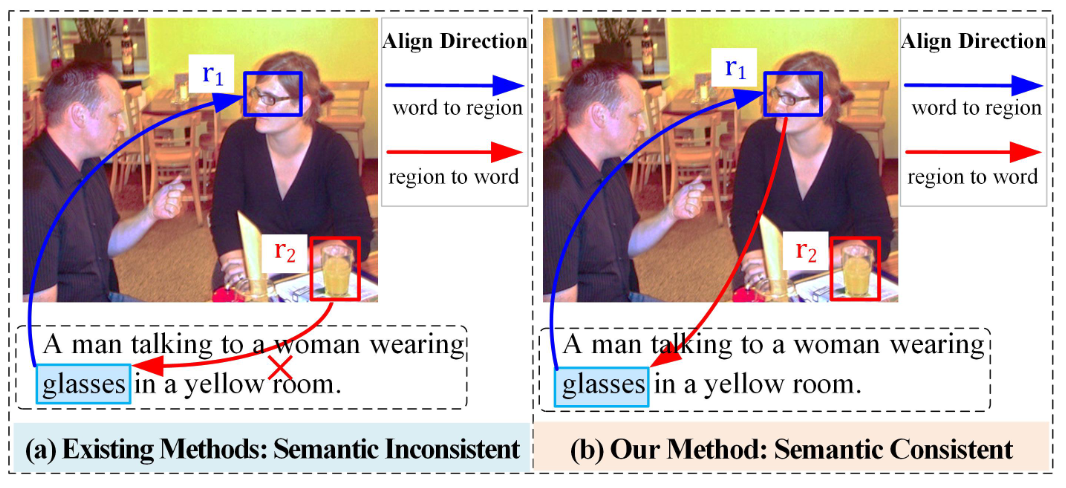 Align Direction
r1
word to region
region to word
r2
A man talking to a woman wearing
glasses in a yellow room.
(a) Existing Methods: Semantic Inconsistent
Align Direction
r1
word to region
region to word
r2
A man talking to a woman wearing
glasses in a yellow room.
(b) Our Method: Semantic Consistent